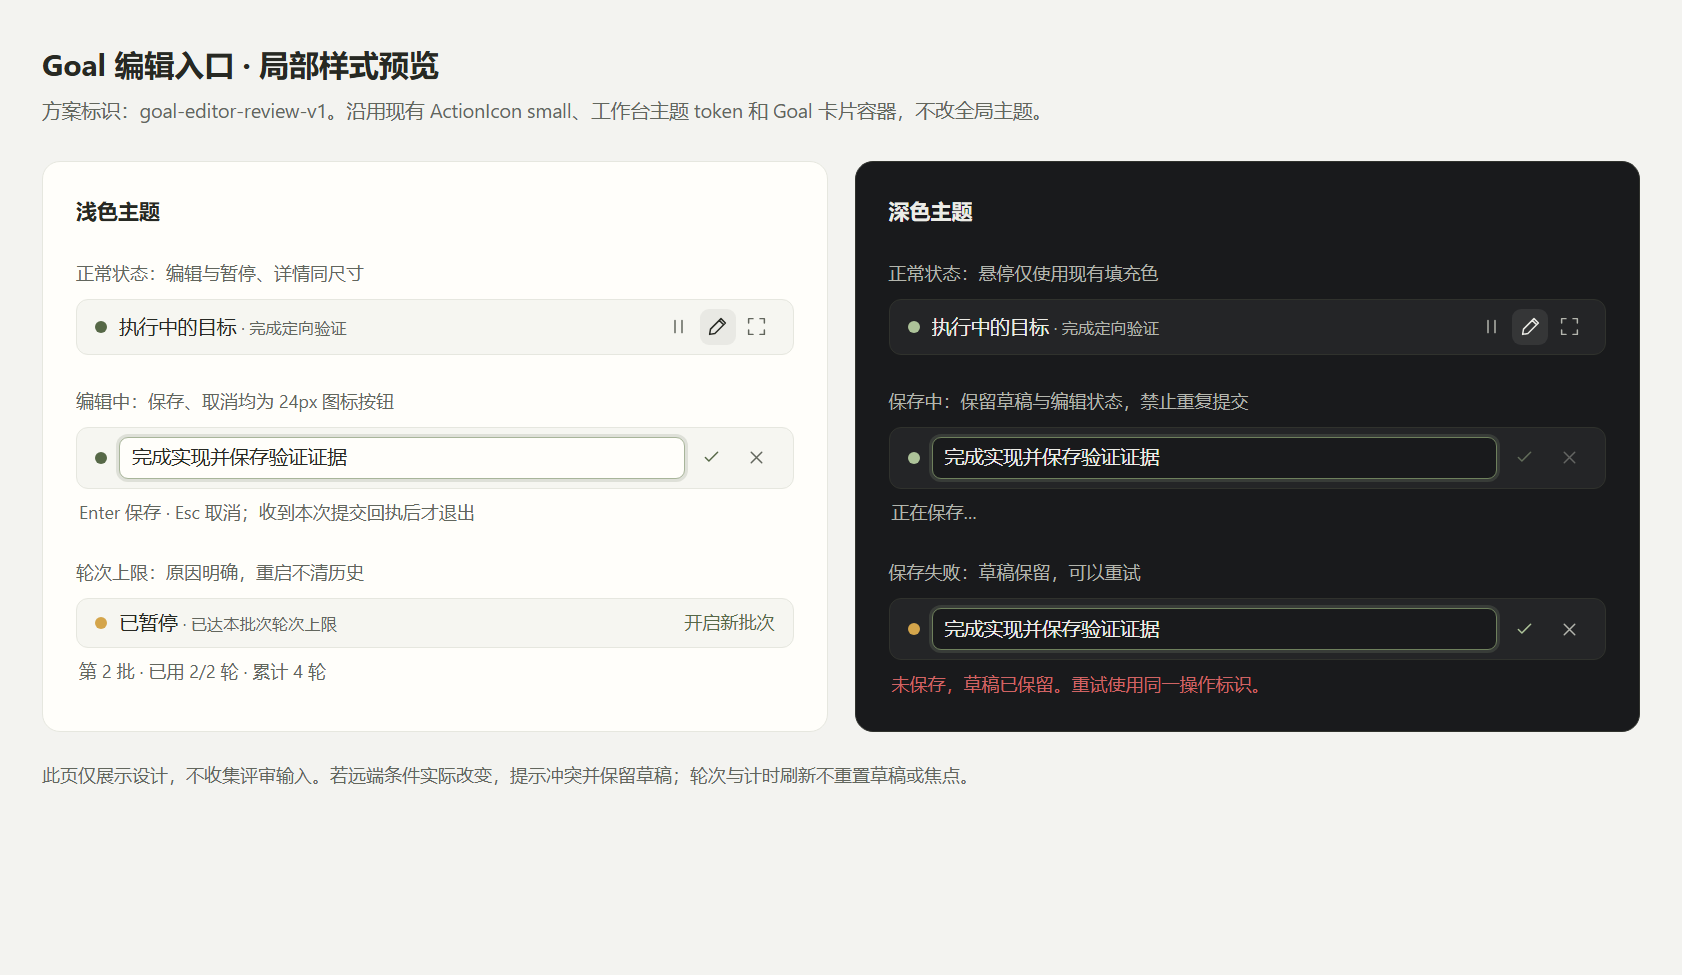 Goal 编辑入口 · 局部样式预览
方案标识：goal-editor-review-v1。沿用现有 ActionIcon small、工作台主题 token 和 Goal 卡片容器，不改全局主题。
浅色主题
正常状态：编辑与暂停、详情同尺寸
执行中的目标 · 完成定向验证
编辑中：保存、取消均为 24px 图标按钮
完成实现并保存验证证据
Enter 保存 · Esc 取消；收到本次提交回执后才退出
轮次上限：原因明确，重启不清历史
已暂停 · 已达本批次轮次上限
开启新批次
第 2 批 · 已用 2/2 轮 · 累计 4 轮
深色主题
正常状态：悬停仅使用现有填充色
执行中的目标 · 完成定向验证
保存中：保留草稿与编辑状态，禁止重复提交
完成实现并保存验证证据
正在保存...
保存失败：草稿保留，可以重试
完成实现并保存验证证据
未保存，草稿已保留。重试使用同一操作标识。
此页仅展示设计，不收集评审输入。若远端条件实际改变，提示冲突并保留草稿；轮次与计时刷新不重置草稿或焦点。